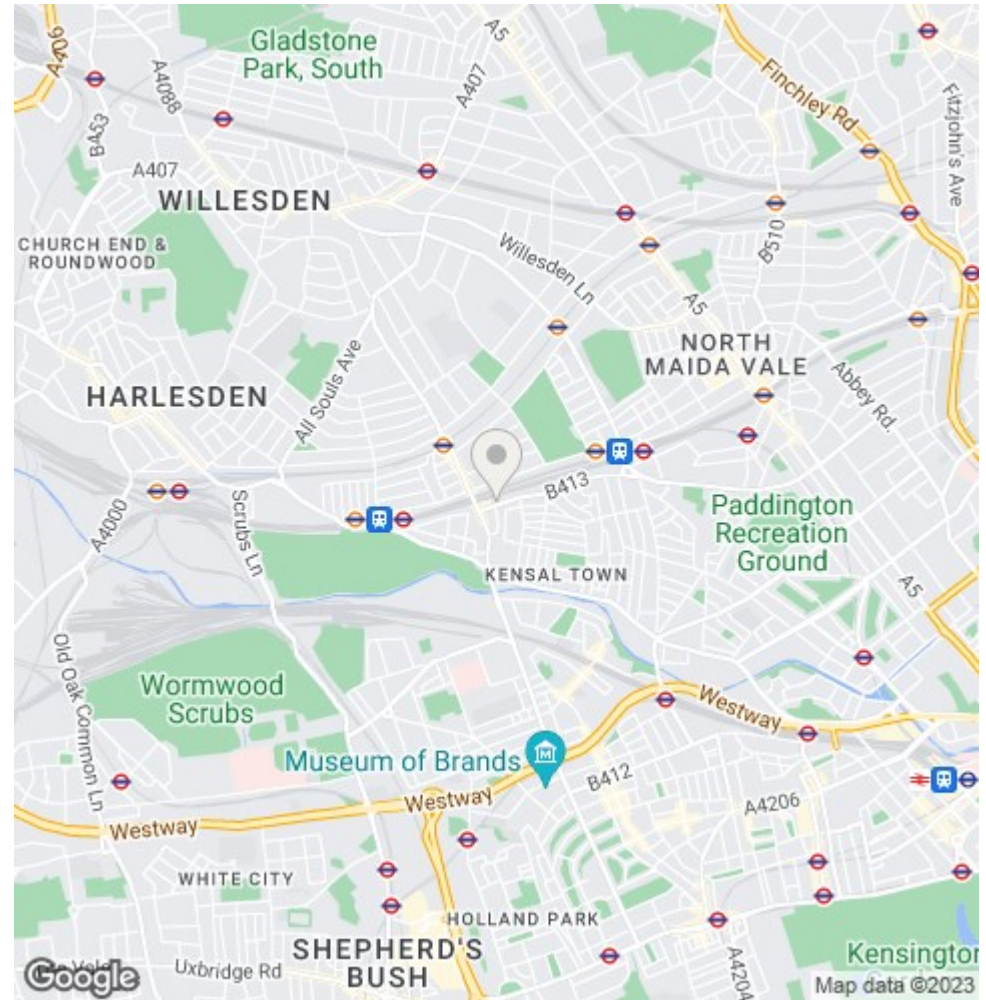 A406
Gladstone
Park, South
A5
A4088
A407
Finchley Rd
Fitzjohn's Ave
B453
A407
WILLESDEN
CHURCH END &
ROUNDWOOD
Willesden Ln
B510
A5
NORTH
MAIDA VALE
All Souls Ave
HARLESDEN
Abbey Rd.
B413
A4000
Scrubs Ln
Paddington
Recreation
Ground
KENSAL TOWN
A5
Old Oak Common Ln
Wormwood
Scrubs
Westway
Museum of Brands
M
B412
Westway
A4206
Westway
WHITE CITY
HOLLAND PARK
SHEPHERD'S
BUSH
Uxbridge Rd
A4204
Kensington
Google
Map data ©2023